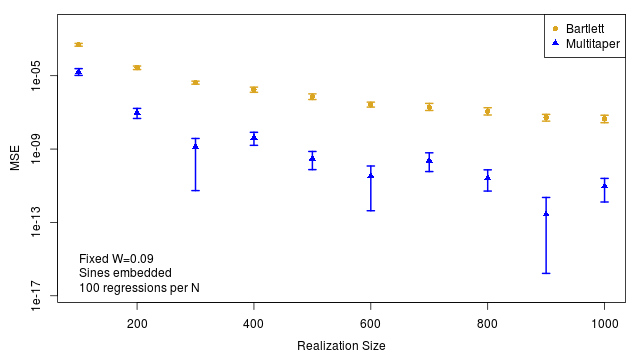 Bartlett
Multitaper
1e-05
1e-09
1e-13
1e-17
MSE
Fixed W=0.09
Sines embedded
100 regressions per N
200
400
600
800
1000
Realization Size